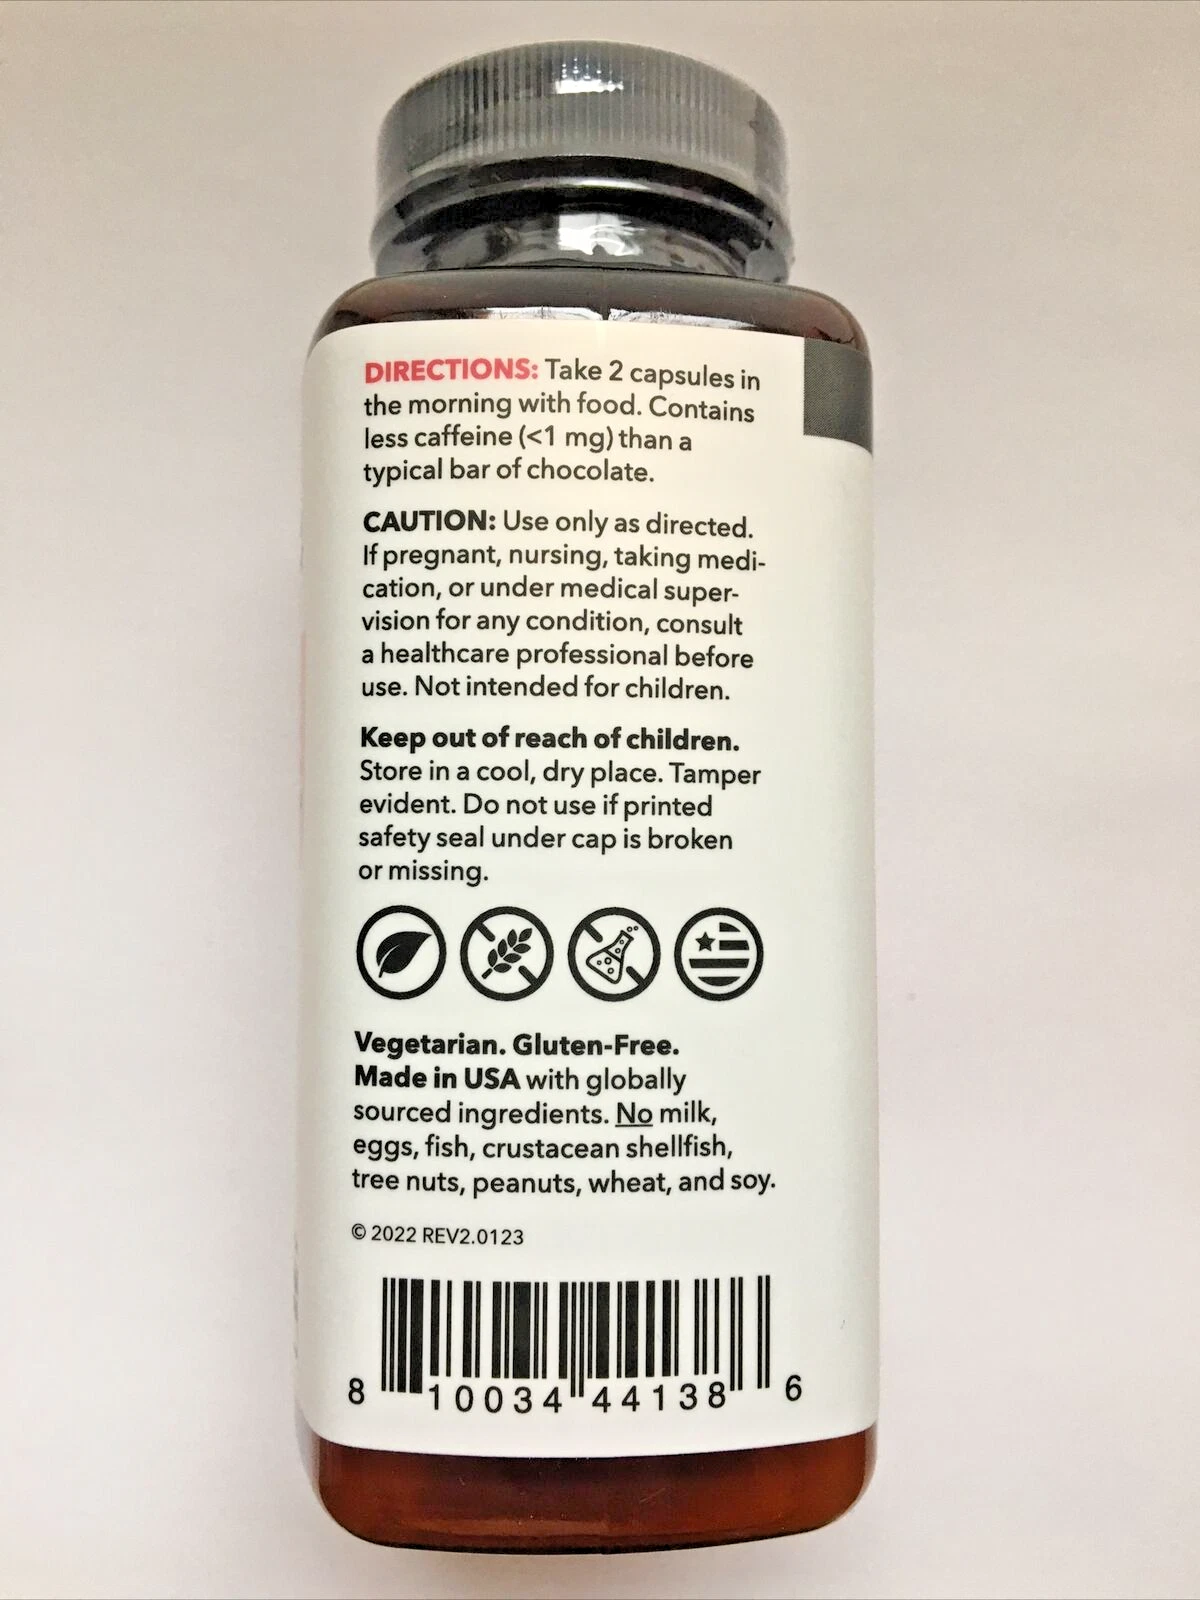 DIRECTIONS: Take 2 capsules in
the morning with food. Contains
less caffeine (<1 mg) than a
typical bar of chocolate.
CAUTION: Use only as directed.
If pregnant, nursing, taking medi-
cation, or under medical super-
vision for any condition, consult
a healthcare professional before
use. Not intended for children.
Keep out of reach of children.
Store in a cool, dry place. Tamper
evident. Do not use if printed
safety seal under cap is broken
or missing.
Vegetarian. Gluten-Free.
Made in USA with globally
sourced ingredients. No milk,
eggs, fish, crustacean shellfish,
tree nuts, peanuts, wheat, and soy.
© 2022 REV2.0123
8 10034 44138 6